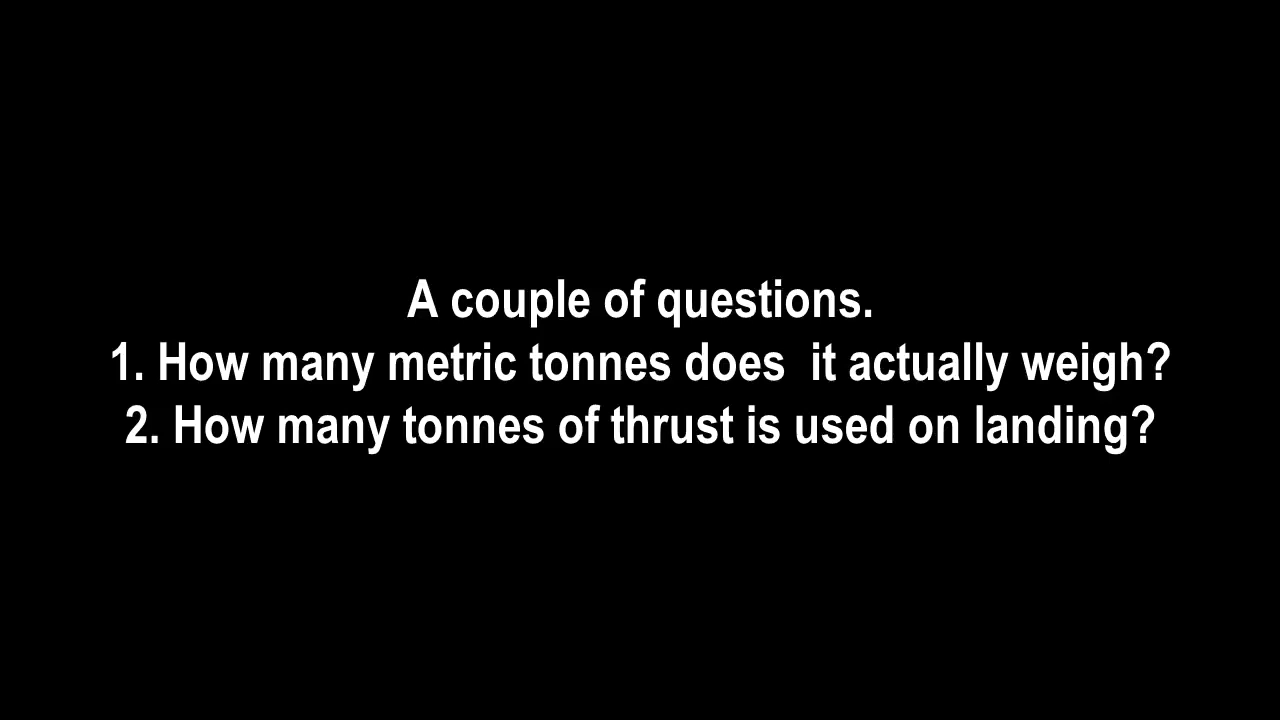 A couple of questions.
1. How many metric tonnes does  it actually weigh?
2. How many tonnes of thrust is used on landing?